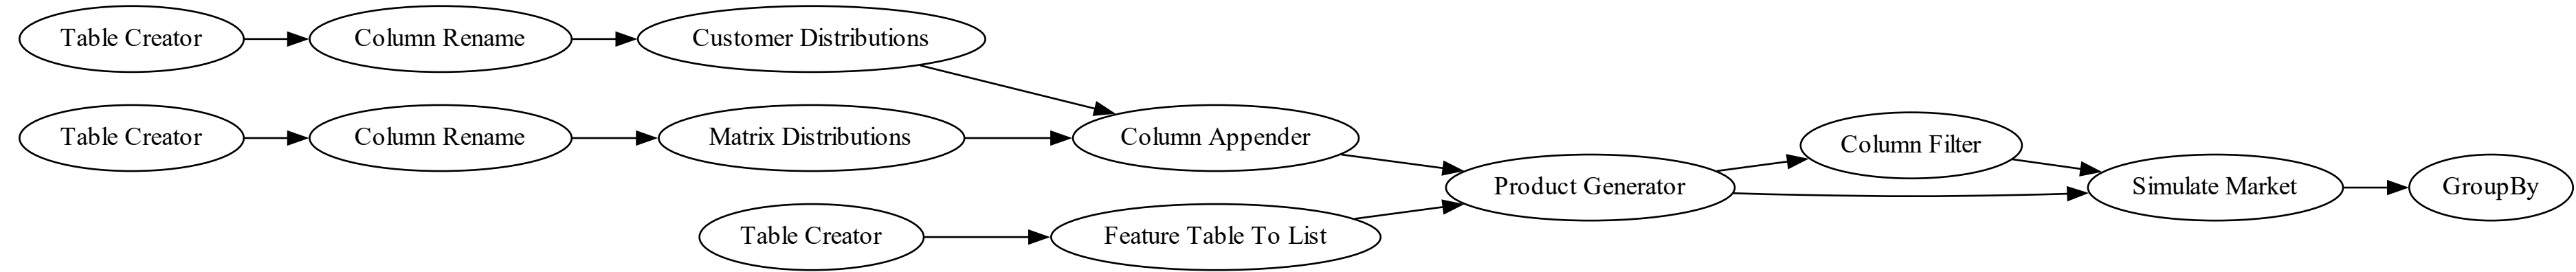 Table Creator
Column Rename
Customer Distributions
Table Creator
Column Rename
Matrix Distributions
Column Appender
Column Filter
Product Generator
Simulate Market
GroupBy
Table Creator
Feature Table To List